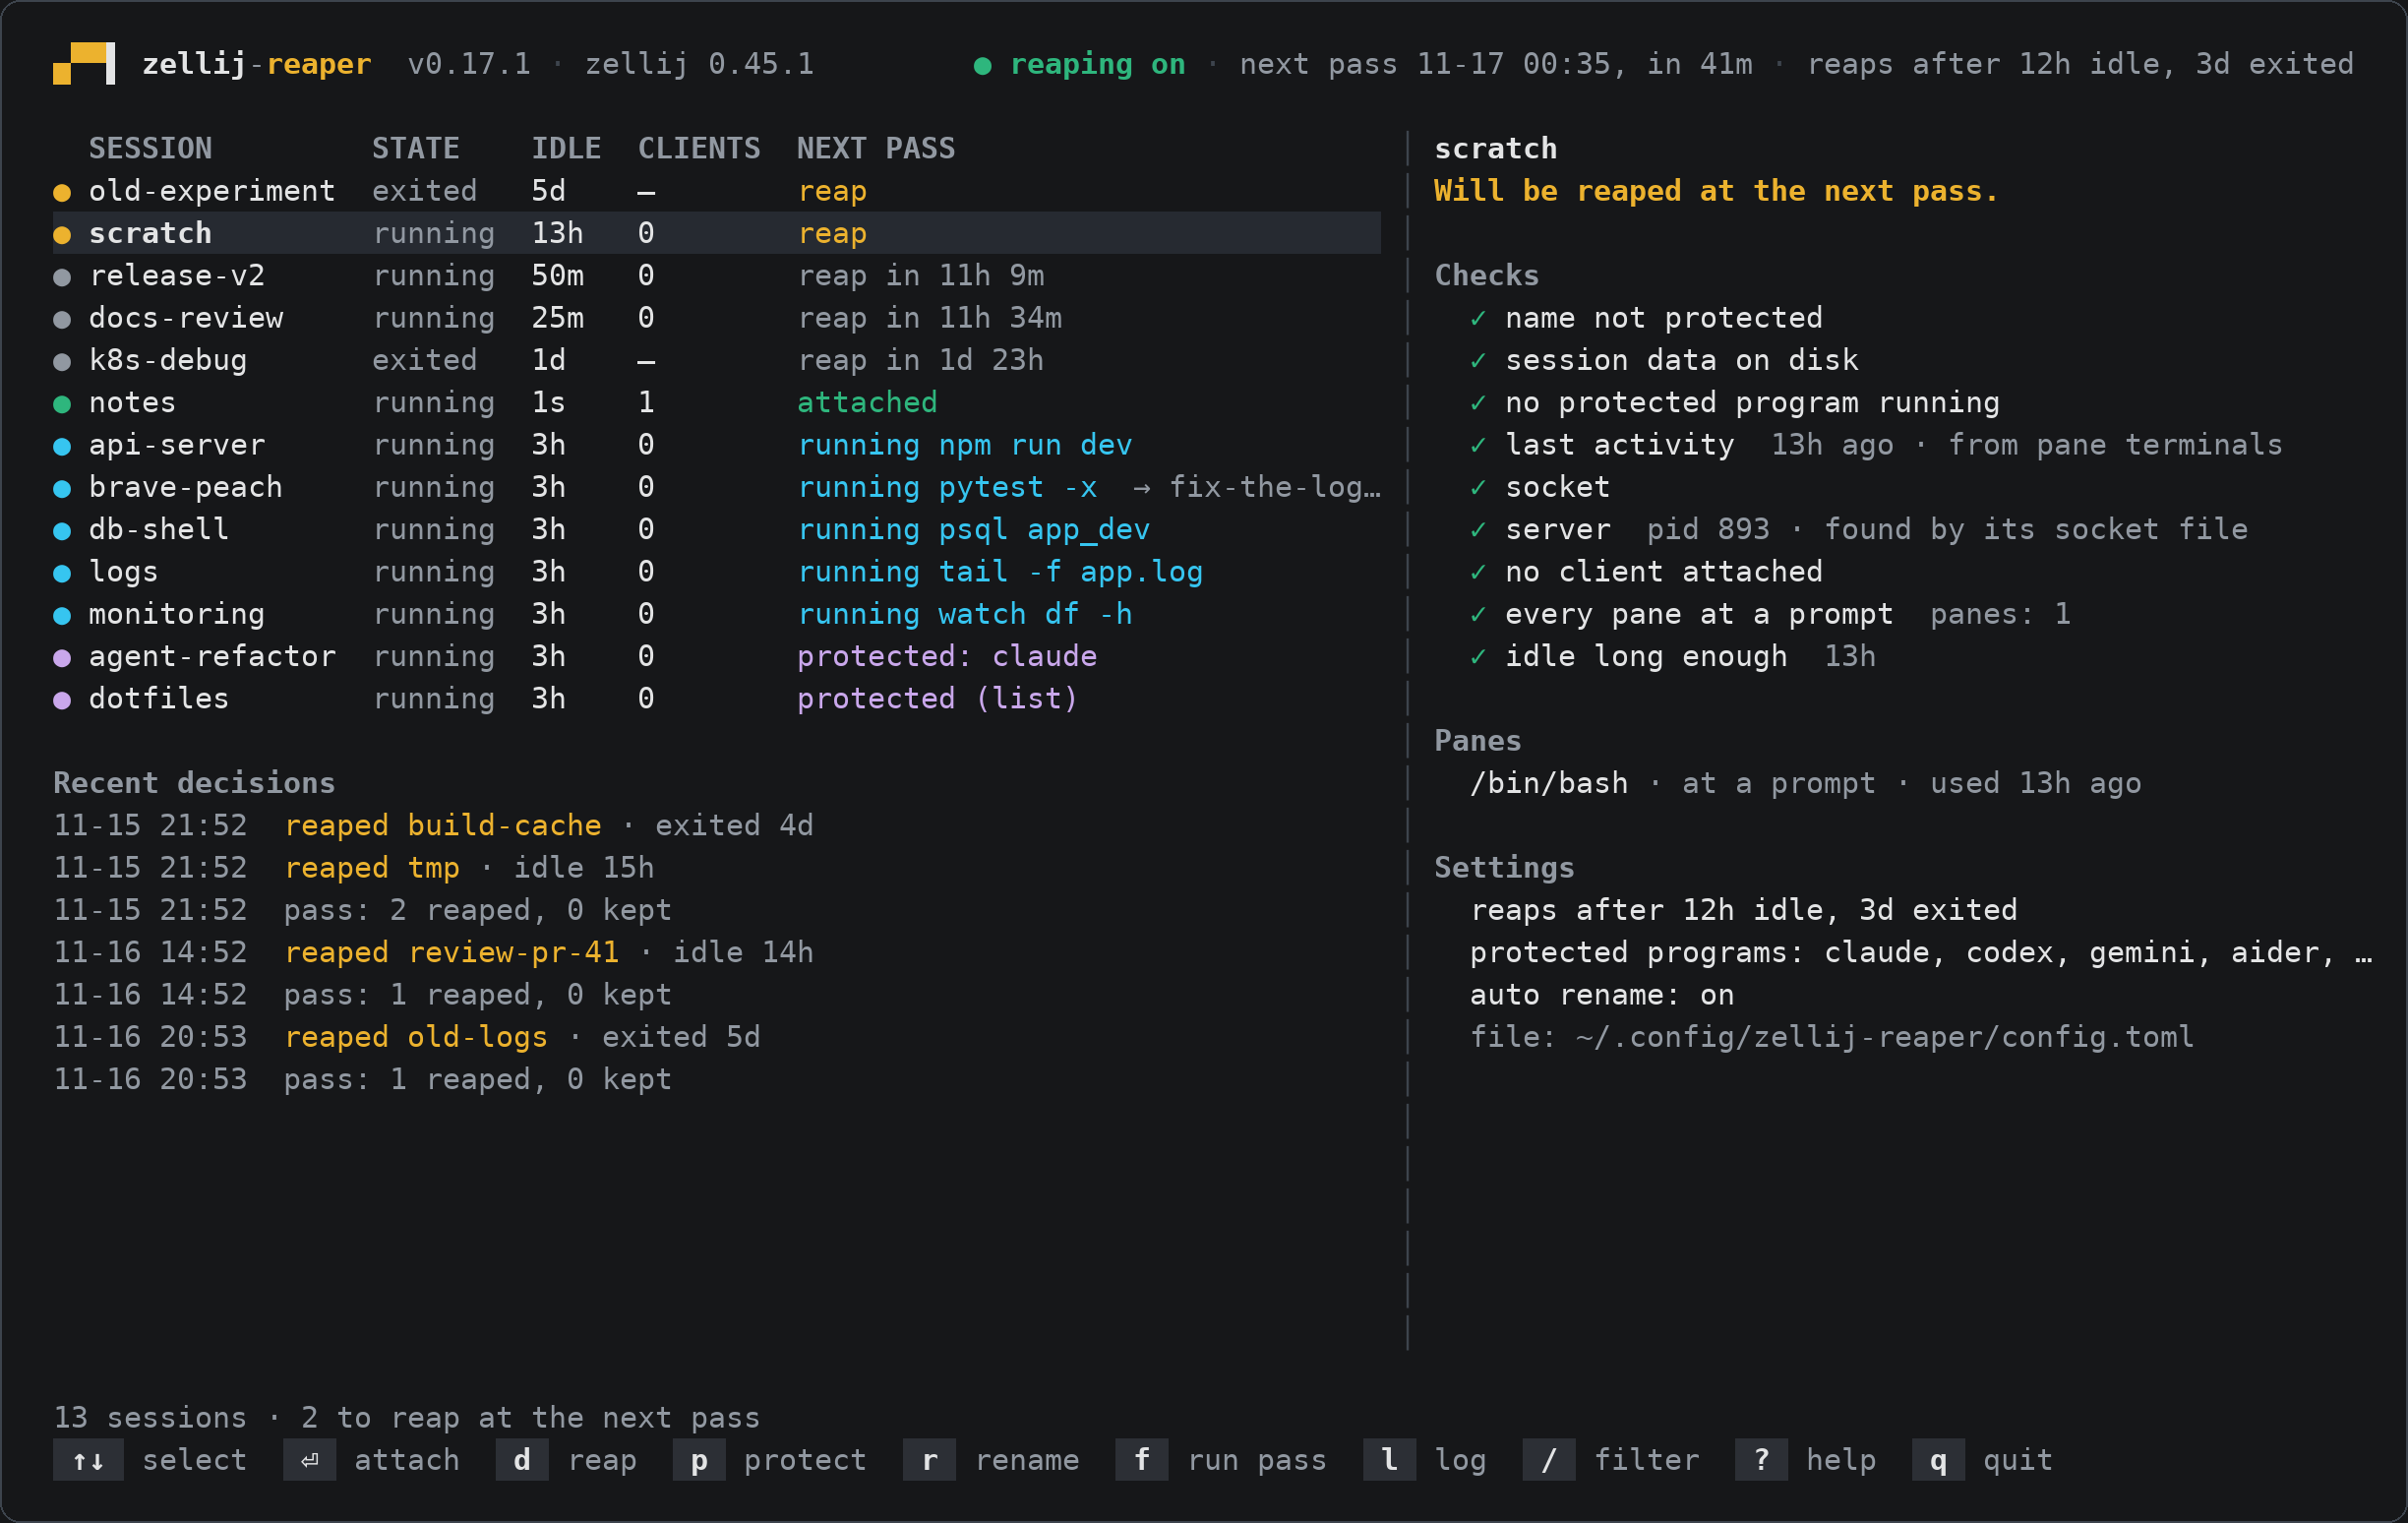 zellij-reaper v0.17.1 · zellij 0.45.1 ● reaping on · next pass 11-17 00:35, in 41m · reaps after 12h idle, 3d exited
SESSION STATE IDLE CLIENTS NEXT PASS
● old-experiment exited 5d – reap
● scratch running 13h 0 reap
● release-v2 running 50m 0 reap in 11h 9m
● docs-review running 25m 0 reap in 11h 34m
● k8s-debug exited 1d – reap in 1d 23h
● notes running 1s 1 attached
● api-server running 3h 0 running npm run dev
● brave-peach running 3h 0 running pytest -x → fix-the-log…
● db-shell running 3h 0 running psql app_dev
● logs running 3h 0 running tail -f app.log
● monitoring running 3h 0 running watch df -h
● agent-refactor running 3h 0 protected: claude
● dotfiles running 3h 0 protected (list)
Recent decisions
11-15 21:52 reaped build-cache · exited 4d
11-15 21:52 reaped tmp · idle 15h
11-15 21:52 pass: 2 reaped, 0 kept
11-16 14:52 reaped review-pr-41 · idle 14h
11-16 14:52 pass: 1 reaped, 0 kept
11-16 20:53 reaped old-logs · exited 5d
11-16 20:53 pass: 1 reaped, 0 kept
scratch
Will be reaped at the next pass.
Checks
✓ name not protected
✓ session data on disk
✓ no protected program running
✓ last activity 13h ago · from pane terminals
✓ socket
✓ server pid 893 · found by its socket file
✓ no client attached
✓ every pane at a prompt panes: 1
✓ idle long enough 13h
Panes
/bin/bash · at a prompt · used 13h ago
Settings
reaps after 12h idle, 3d exited
protected programs: claude, codex, gemini, aider, …
auto rename: on
file: ~/.config/zellij-reaper/config.toml
13 sessions · 2 to reap at the next pass
↑↓ select ⏎ attach d reap p protect r rename f run pass l log / filter ? help q quit